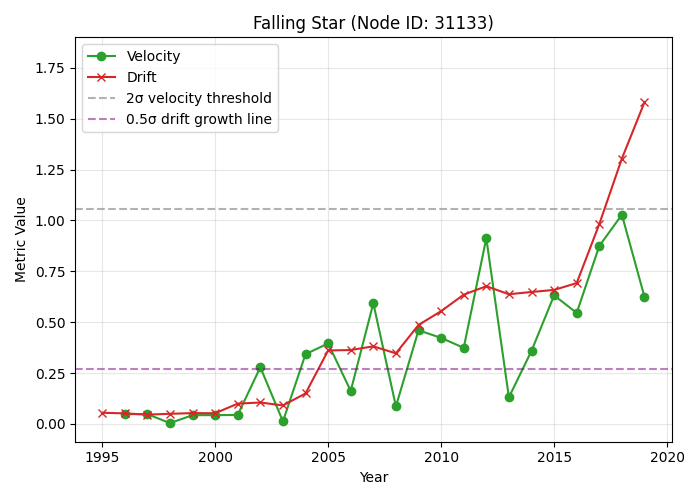 Falling Star (Node ID: 31133)
Velocity
Drift
2σ velocity threshold
0.5σ drift growth line
Metric Value
1.75
1.50
1.25
1.00
0.75
0.50
0.25
0.00
1995
2000
2005
2010
2015
2020
Year